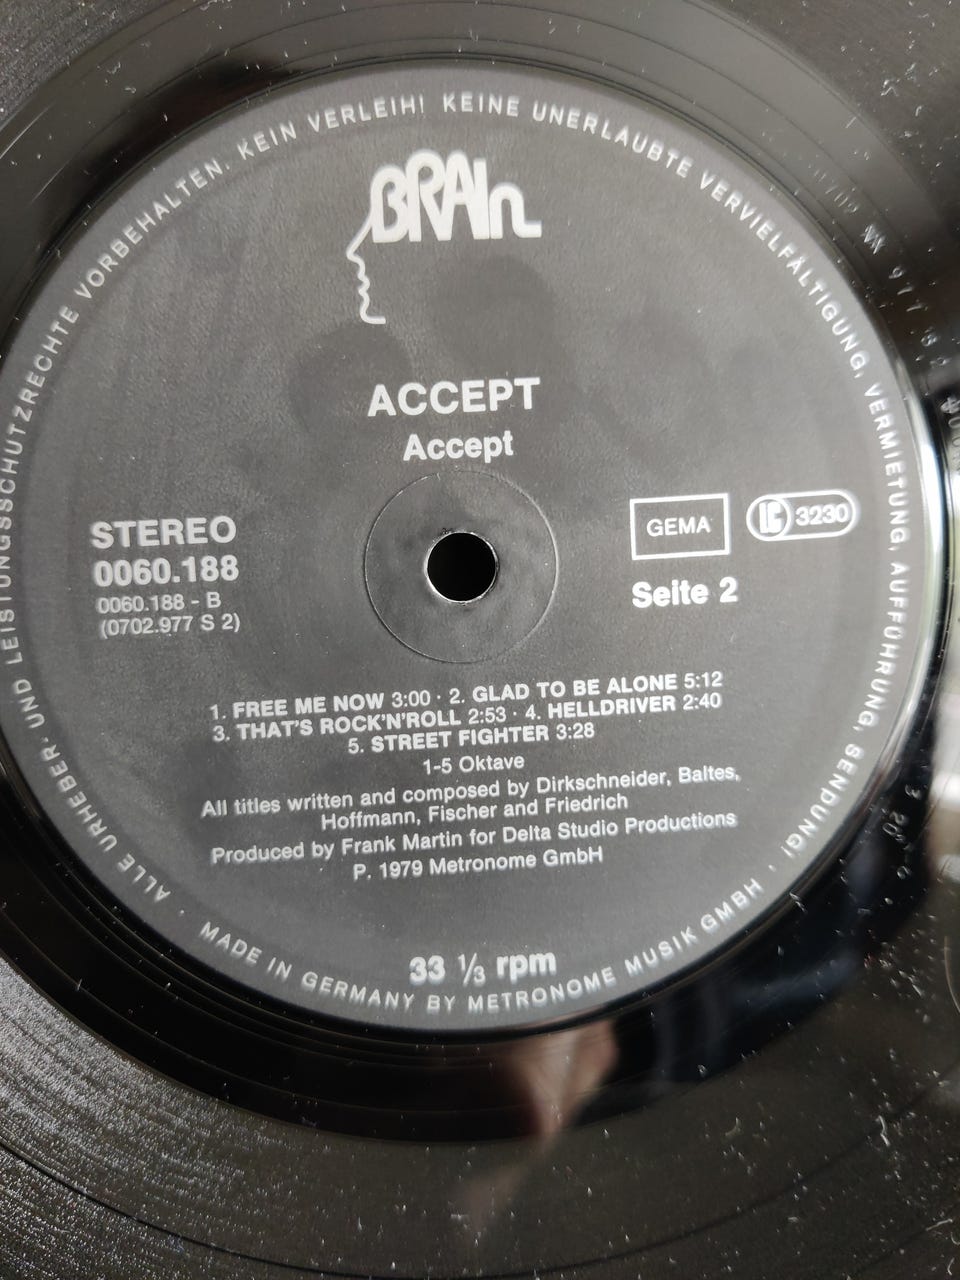 ALLE URHEBER- UND LEISTUNGSSCHUTZRECHTE VORBEHALTEN. KEIN VERLEIH! KEINE UNERLAUBTE VERVIELFÄLTIGUNG, VERMIETUNG, AUFFÜHRUNG, SENDUNG!
BRAIN
ACCEPT
Accept
STEREO
0060.188
0060.188 - B
(0702.977 S 2)
GEMA
LC 3230
Seite 2
1. FREE ME NOW 3:00 · 2. GLAD TO BE ALONE 5:12
3. THAT'S ROCK'N'ROLL 2:53 · 4. HELLDRIVER 2:40
5. STREET FIGHTER 3:28
1-5 Oktave
All titles written and composed by Dirkschneider, Baltes,
Hoffmann, Fischer and Friedrich
Produced by Frank Martin for Delta Studio Productions
P. 1979 Metronome GmbH
33 ⅓ rpm
· MADE IN GERMANY BY METRONOME MUSIK GMBH ·